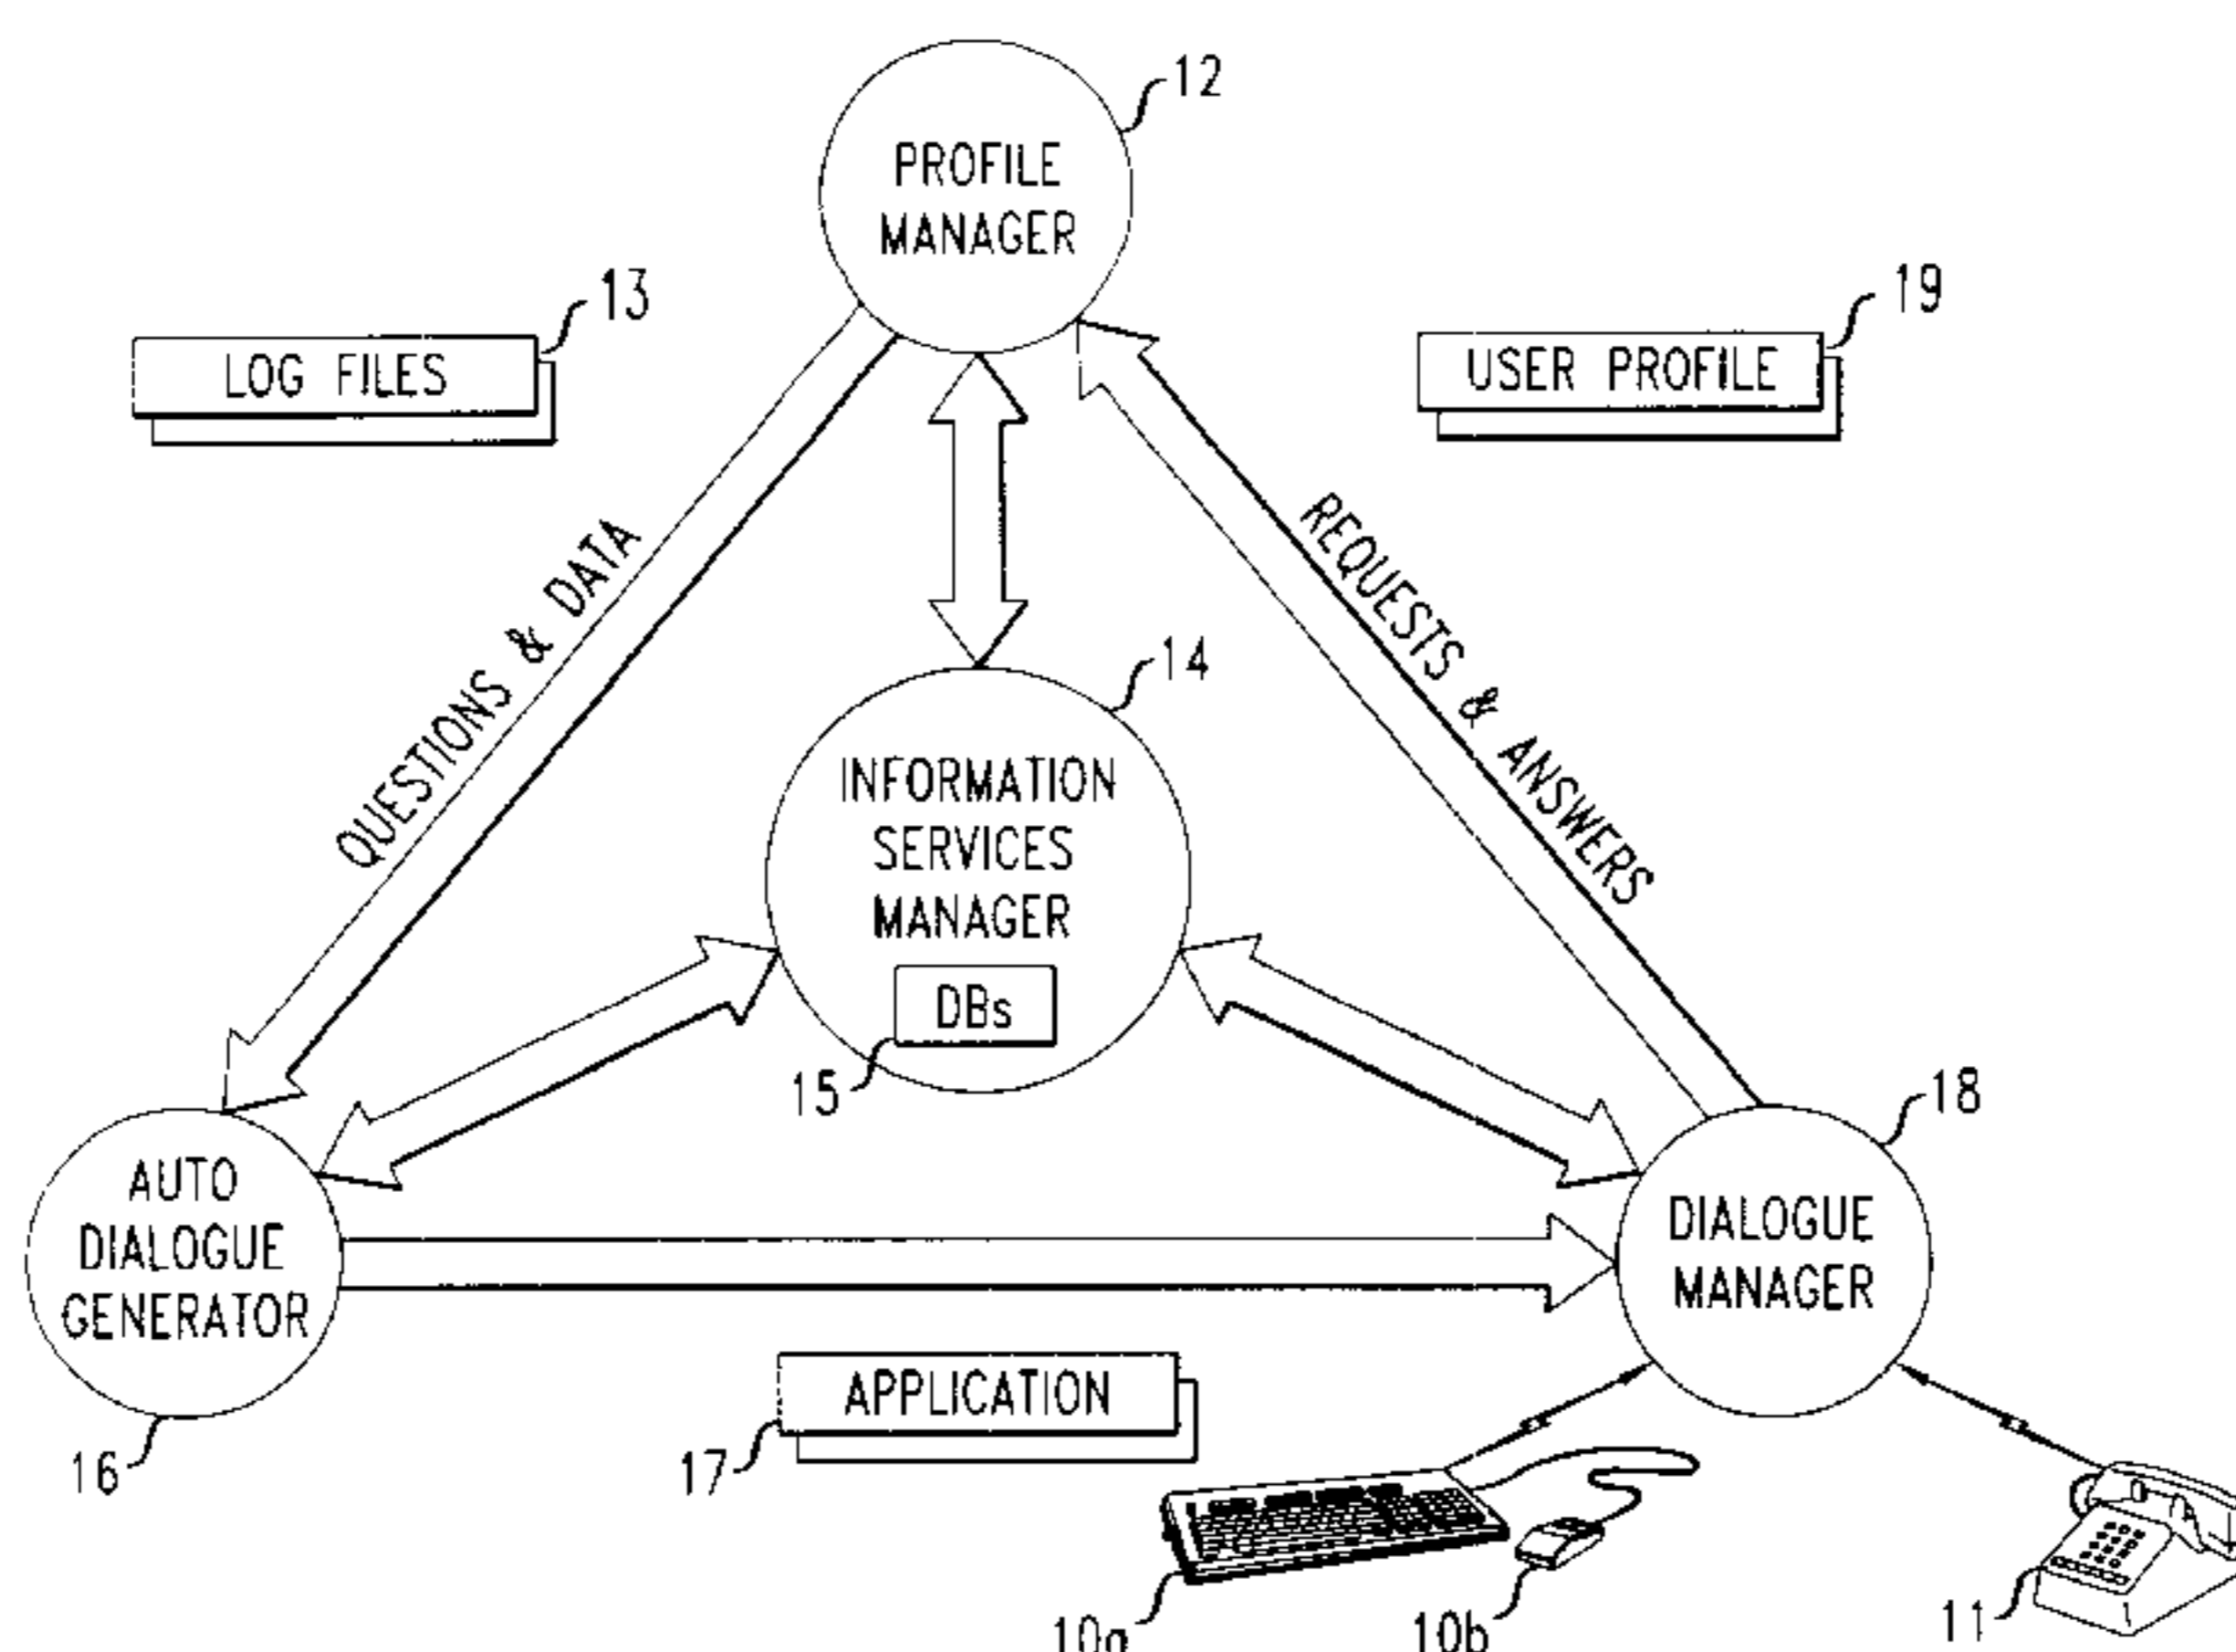 12
PROFILE
MANAGER
13
LOG FILES
19
USER PROFILE
QUESTIONS & DATA
REQUESTS & ANSWERS
14
INFORMATION
SERVICES
MANAGER
DBs
15
18
AUTO
DIALOGUE
GENERATOR
16
DIALOGUE
MANAGER
APPLICATION
17
10a
10b
11